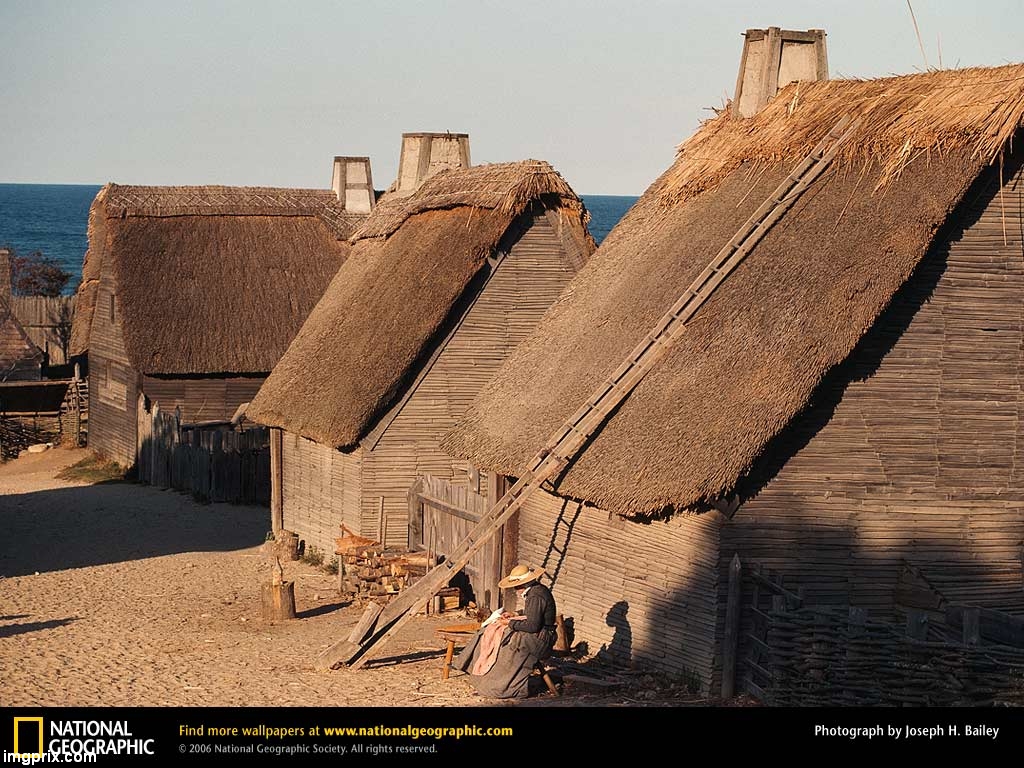 NATIONAL
GEOGRAPHIC
Find more wallpapers at www.nationalgeographic.com
© 2006 National Geographic Society. All rights reserved.
Photograph by Joseph H. Bailey
imgprix.com